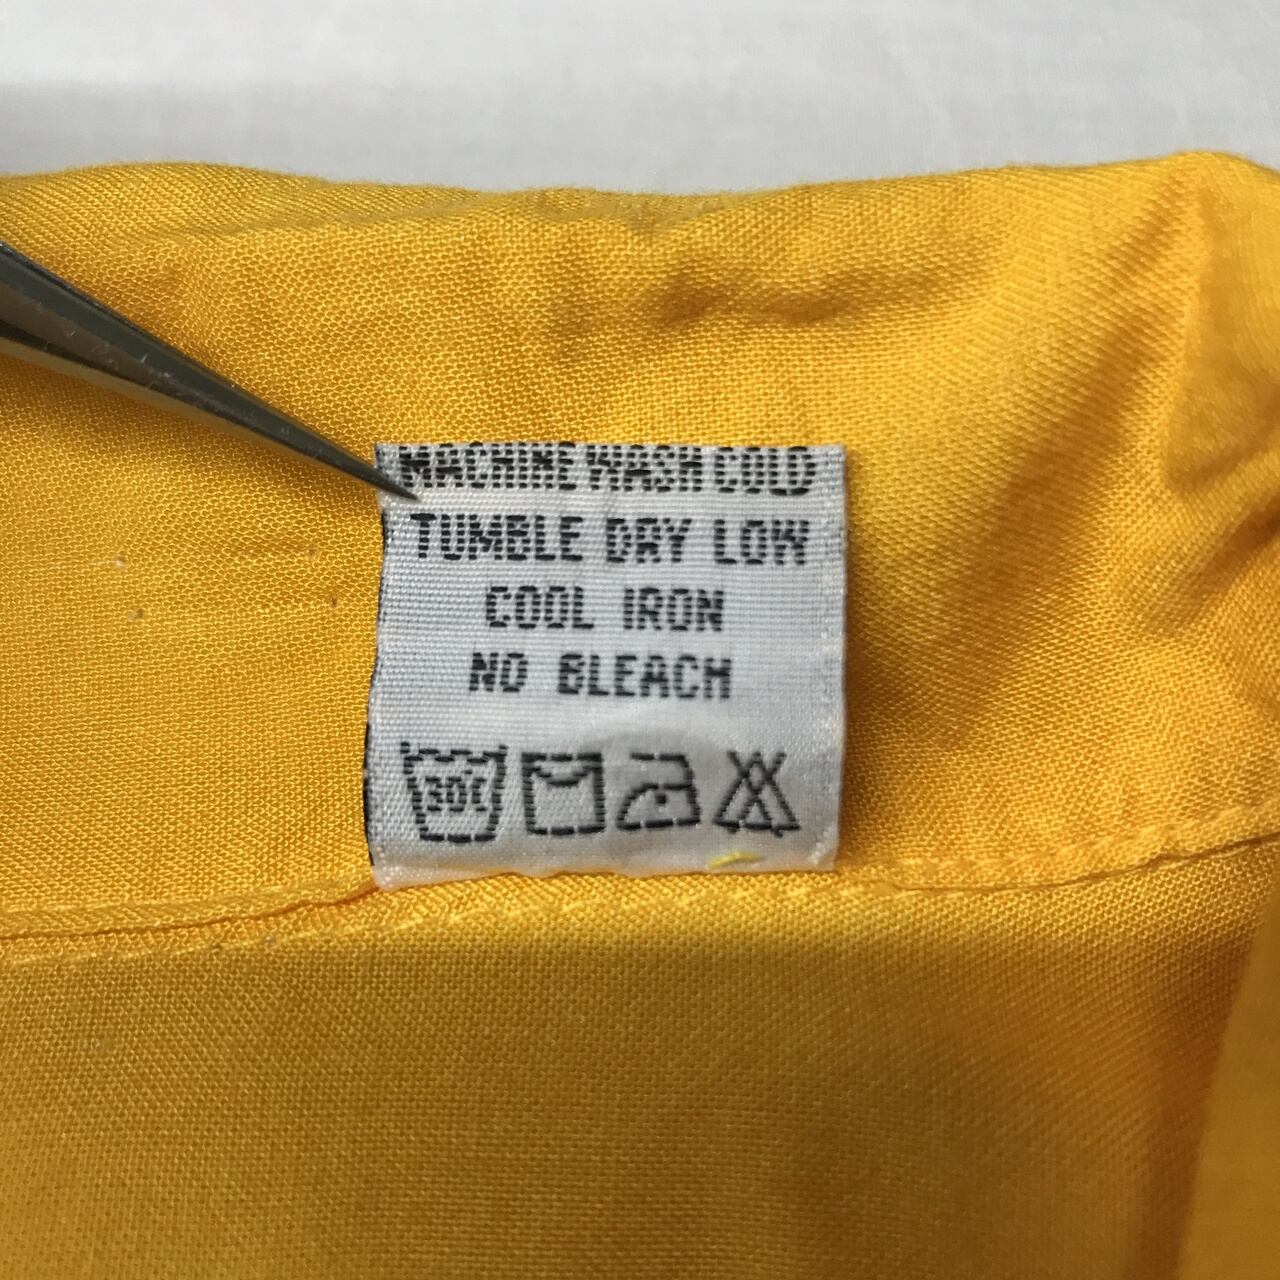 MACHINE WASH COLD
TUMBLE DRY LOW
COOL IRON
NO BLEACH
30C